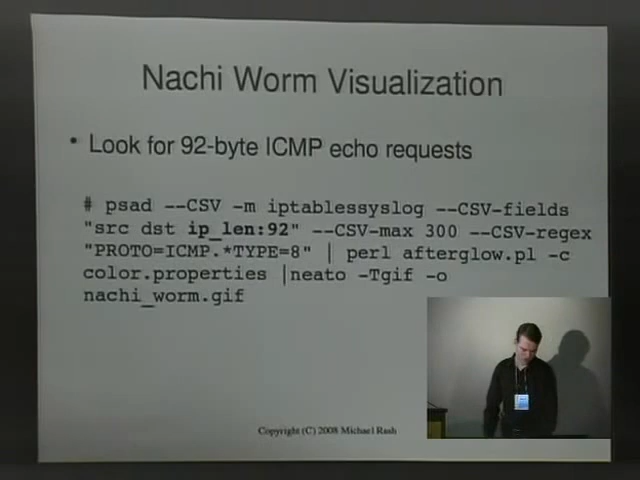 Nachi Worm Visualization
• Look for 92-byte ICMP echo requests
# psad --CSV -m iptablessyslog --CSV-fields
"src dst ip_len:92" --CSV-max 300 --CSV-regex
"PROTO=ICMP.*TYPE=8" | perl afterglow.pl -c
color.properties |neato -Tgif -o
nachi_worm.gif
Copyright (C) 2008 Michael Rash